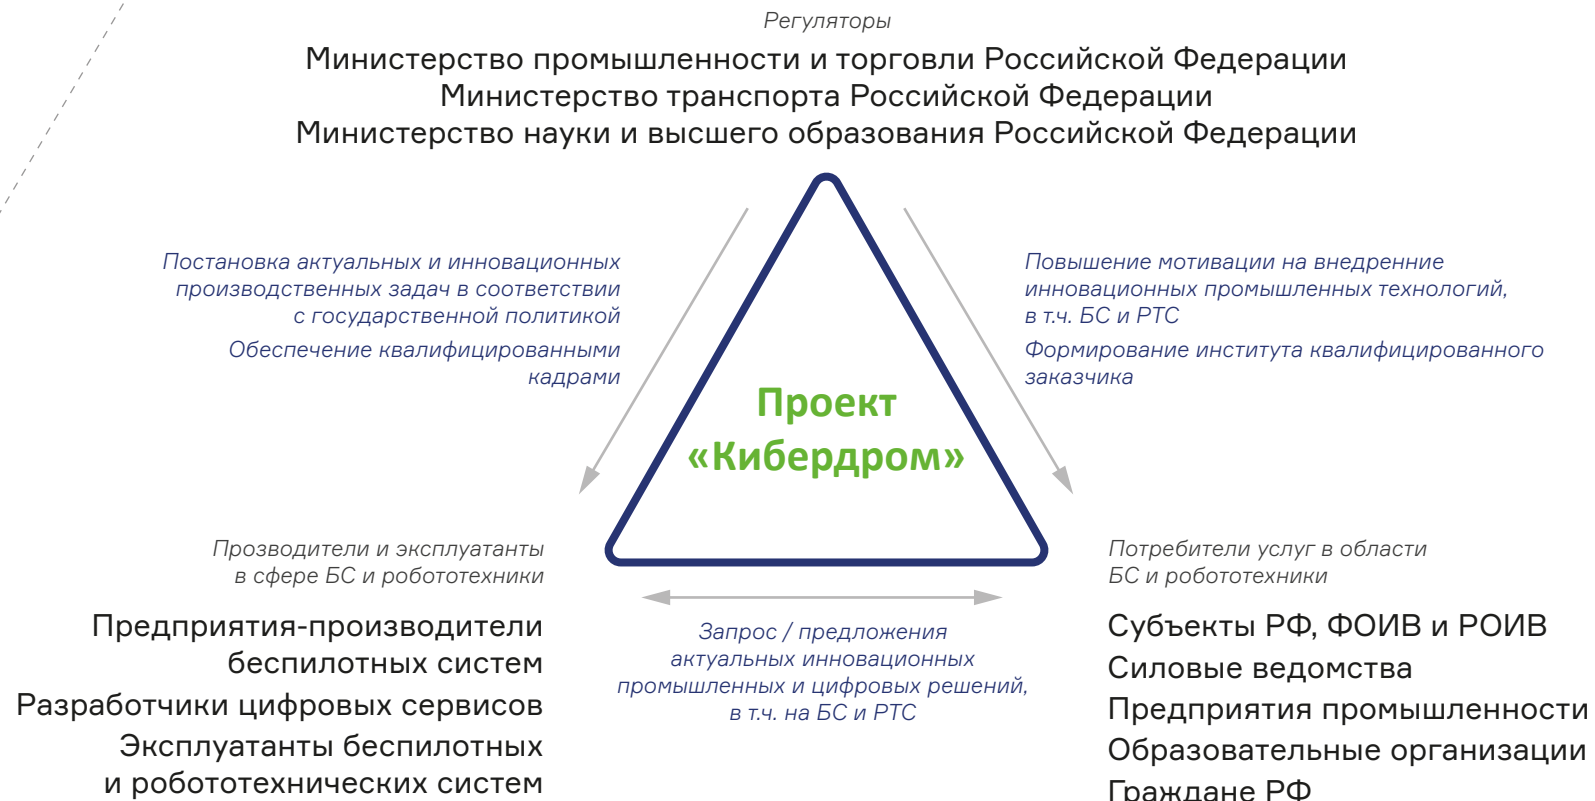 Регуляторы
Министерство промышленности и торговли Российской Федерации
Министерство транспорта Российской Федерации
Министерство науки и высшего образования Российской Федерации
Постановка актуальных и инновационных
производственных задач в соответствии
с государственной политикой
Обеспечение квалифицированными
кадрами
Повышение мотивации на внедренние
инновационных промышленных технологий,
в т.ч. БС и РТС
Формирование института квалифицированного
заказчика
Проект
«Кибердром»
Прозводители и эксплуатанты
в сфере БС и робототехники
Предприятия-производители
беспилотных систем
Разработчики цифровых сервисов
Эксплуатанты беспилотных
и робототехнических систем
Запрос / предложения
актуальных инновационных
промышленных и цифровых решений,
в т.ч. на БС и РТС
Потребители услуг в области
БС и робототехники
Субъекты РФ, ФОИВ и РОИВ
Силовые ведомства
Предприятия промышленности
Образовательные организации
Граждане РФ